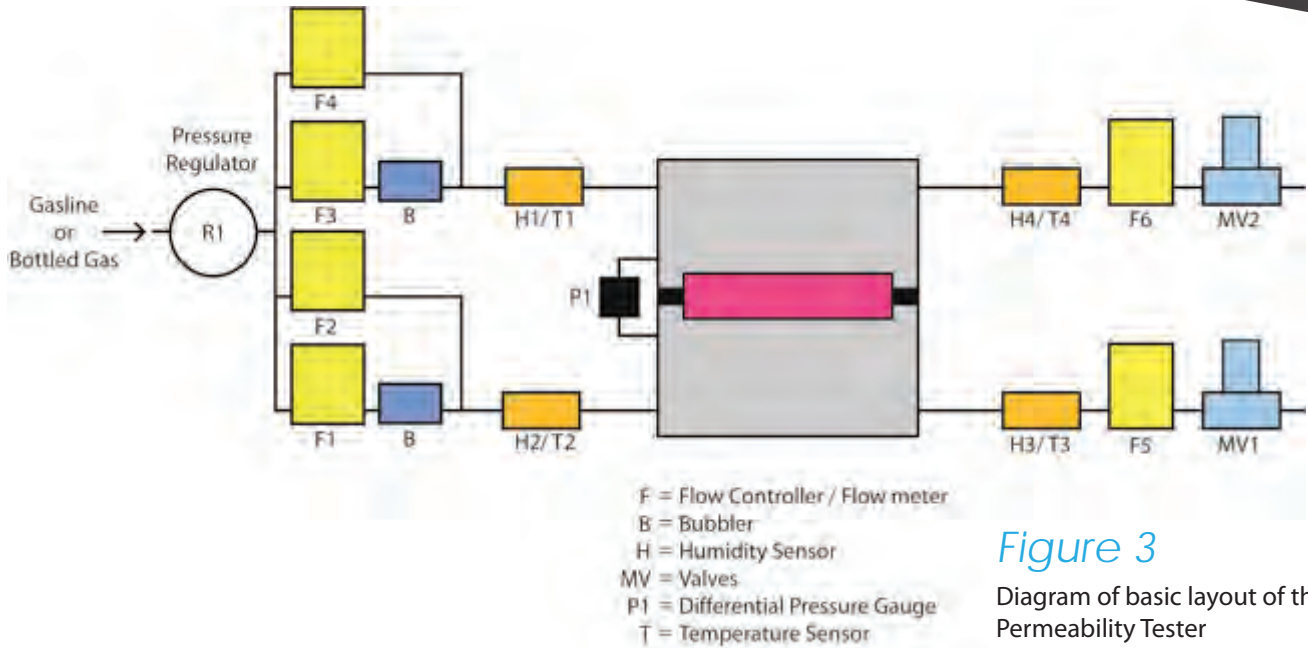 F4
Pressure
Regulator
Gasline
or
Bottled Gas
R1
F3
B
H1/T1
H4/T4
F6
MV2
P1
F2
F1
B
H2/T2
H3/T3
F5
MV1
F = Flow Controller / Flow meter
B = Bubbler
H = Humidity Sensor
MV = Valves
P1 = Differential Pressure Gauge
T = Temperature Sensor
Figure 3
Diagram of basic layout of th
Permeability Tester